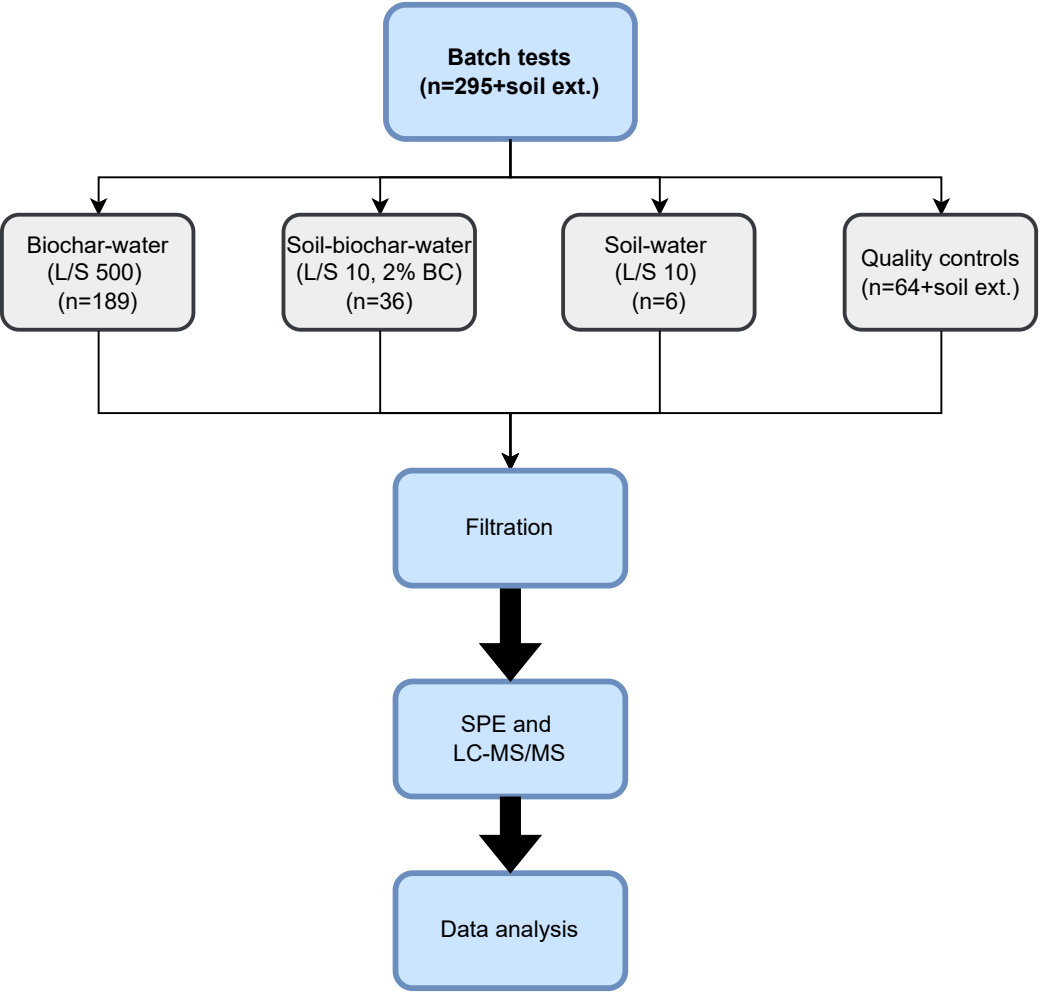 Batch tests
(n=295+soil ext.)
Biochar-water
(L/S 500)
(n=189)
Soil-biochar-water
(L/S 10, 2% BC)
(n=36)
Soil-water
(L/S 10)
(n=6)
Quality controls
(n=64+soil ext.)
Filtration
SPE and
LC-MS/MS
Data analysis